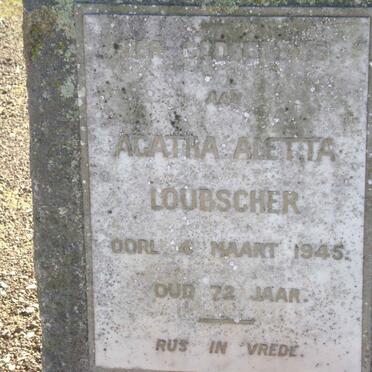 AAN
AGATHA ALETTA
LOUBSCHER
OORL 4 MAART 1945.
OUD 72 JAAR.
RUS IN VREDE.